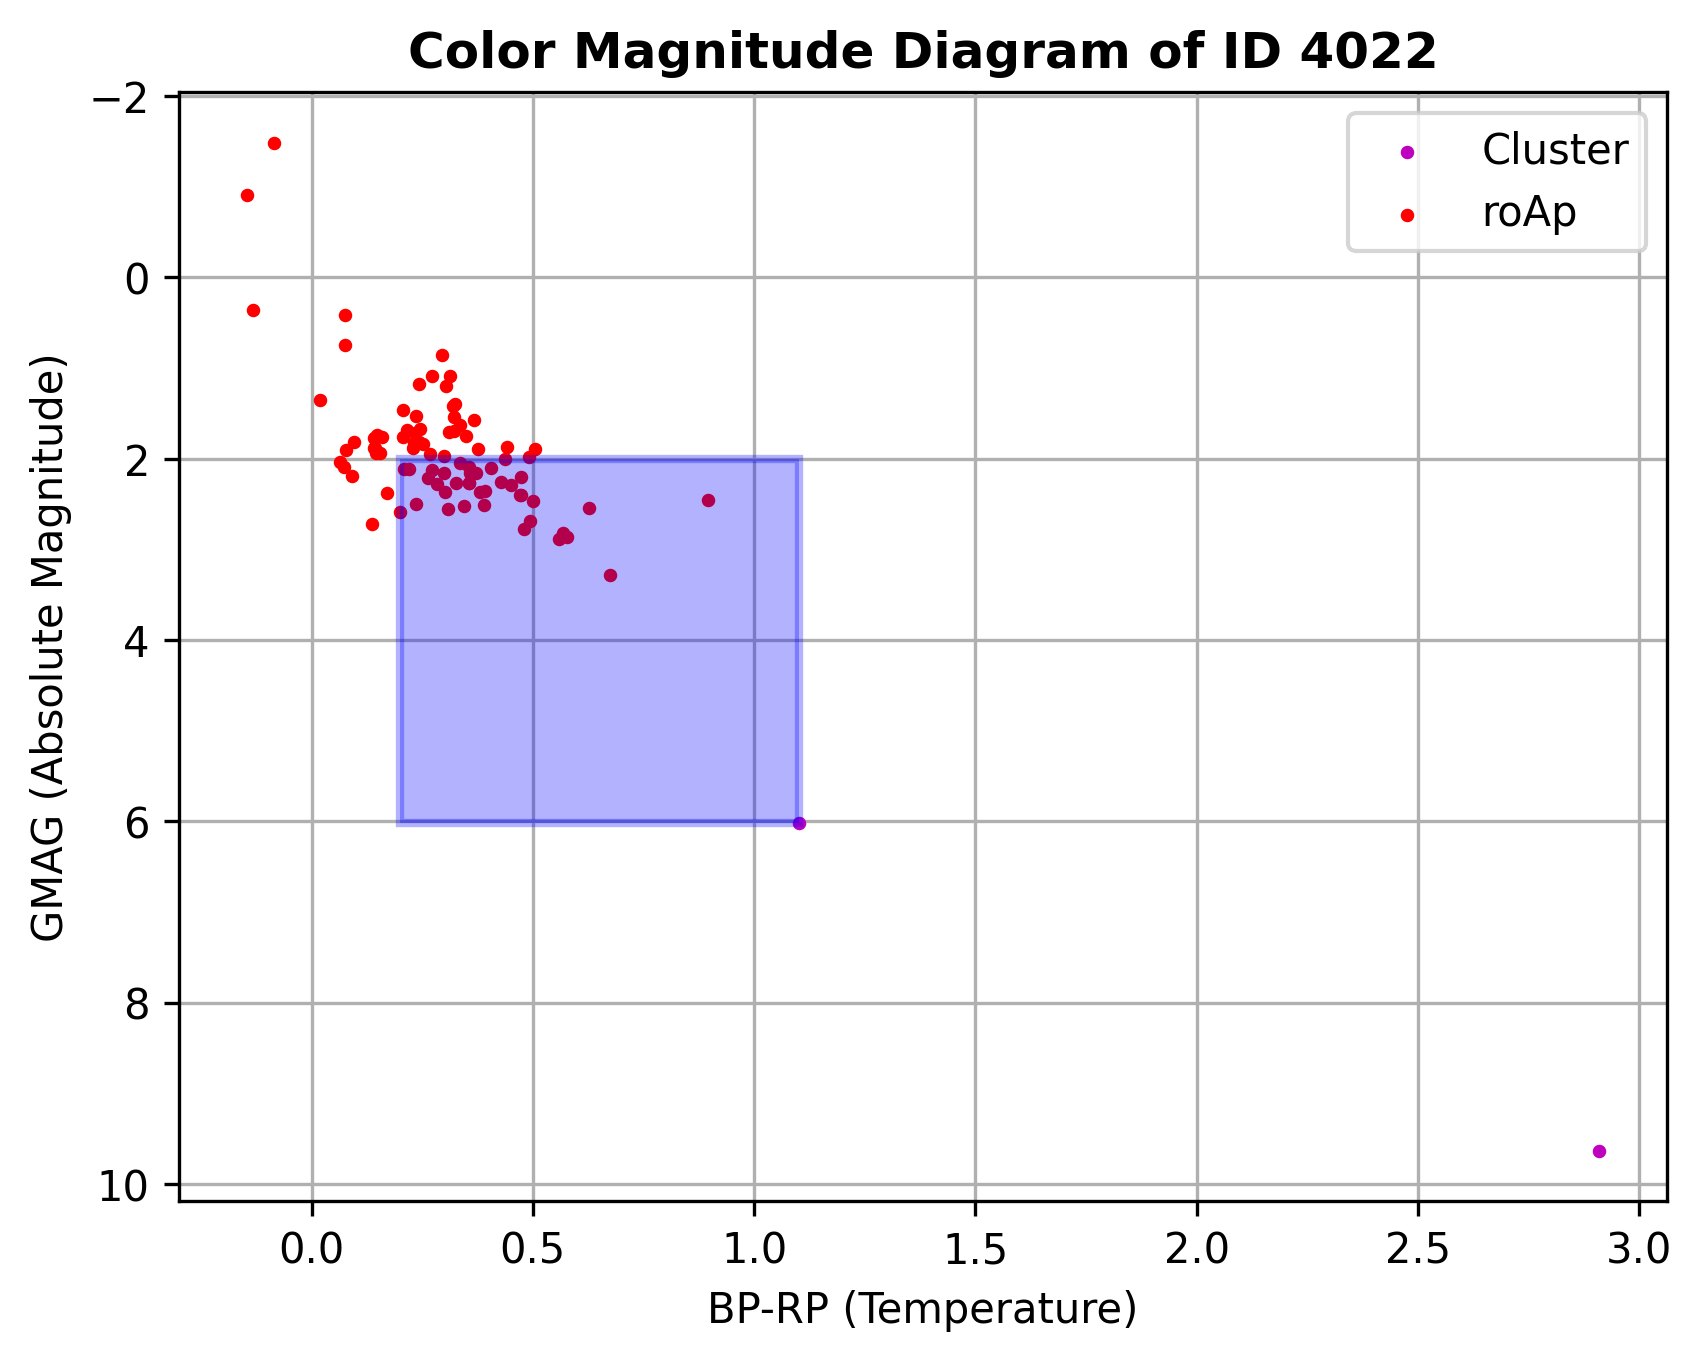 Color Magnitude Diagram of ID 4022
Cluster
roAp
GMAG (Absolute Magnitude)
−2
0
2
4
6
8
10
0.0 0.5 1.0 1.5 2.0 2.5 3.0
BP-RP (Temperature)